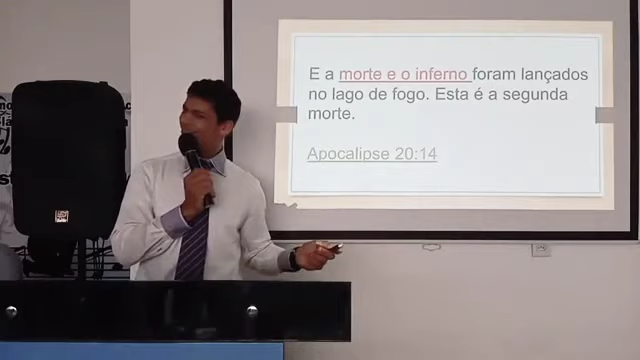 E a morte e o inferno foram lançados
no lago de fogo. Esta é a segunda
morte.
Apocalipse 20:14